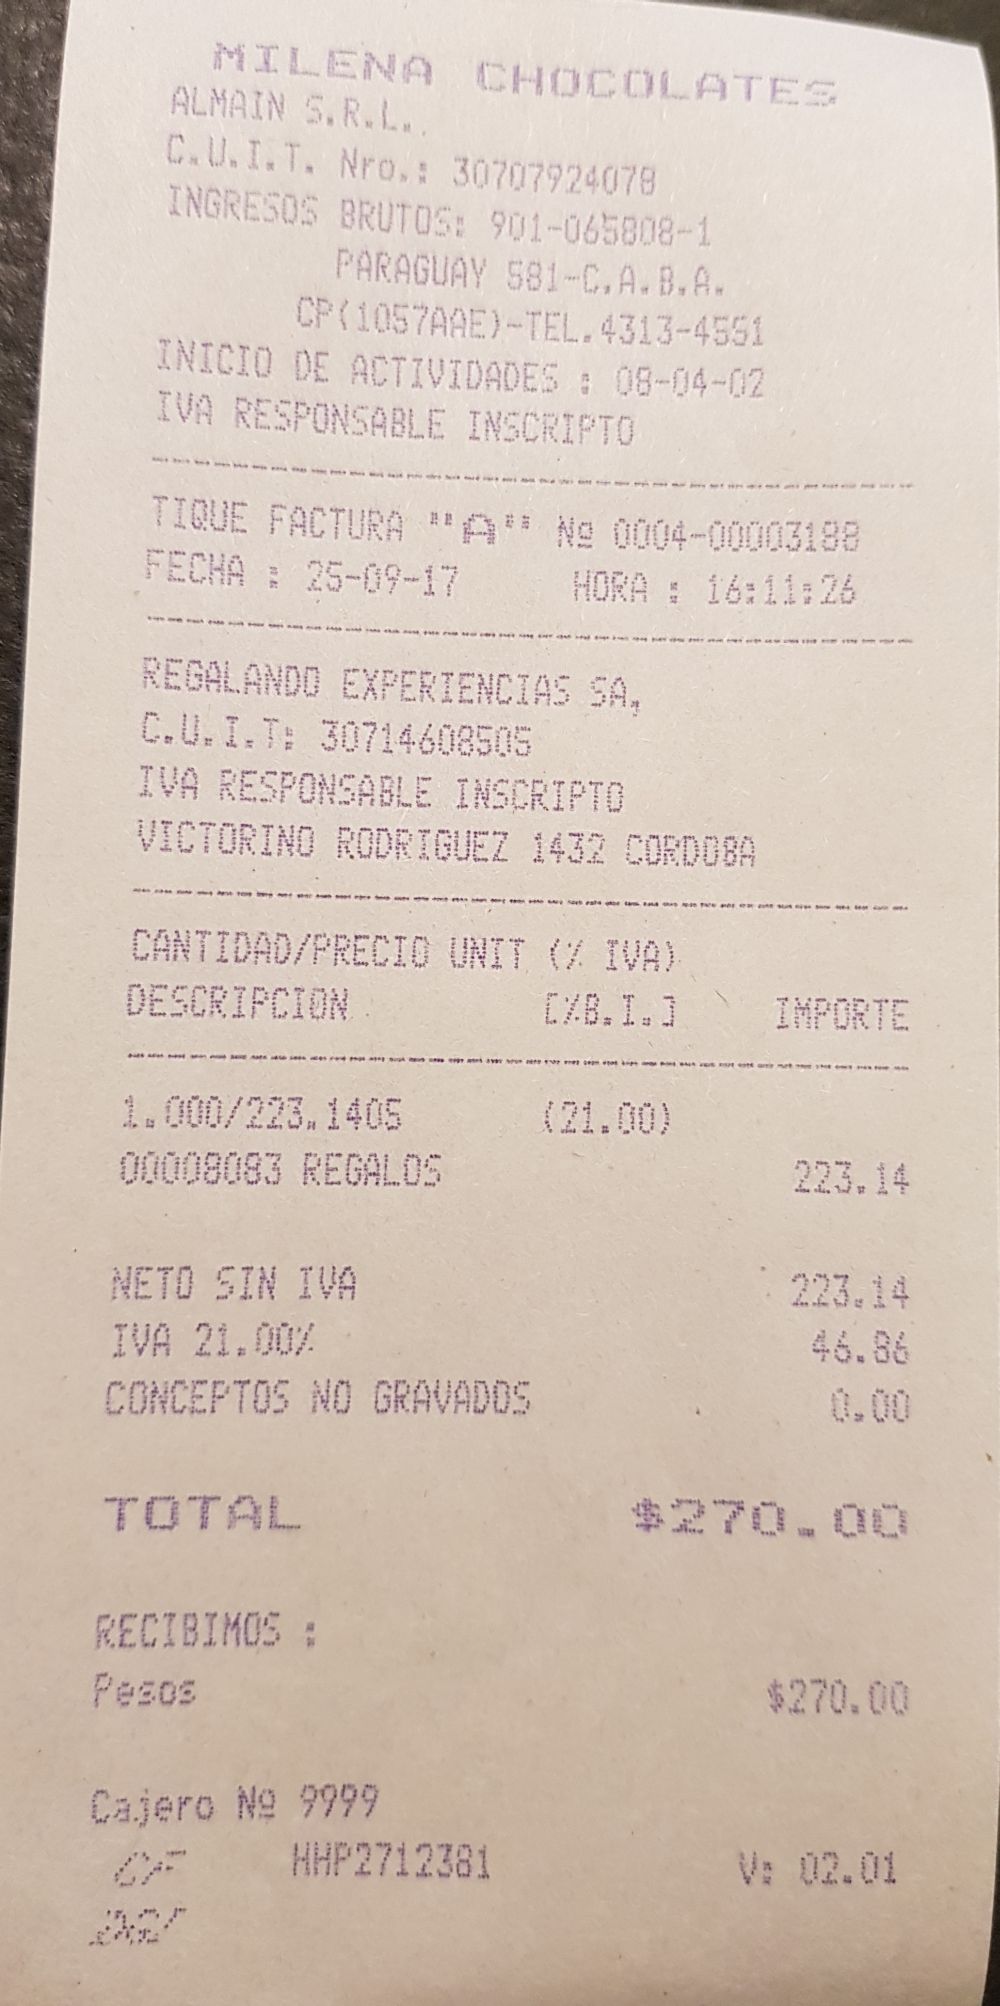 MILENA CHOCOLATES
ALMAIN S.R.L.
C.U.I.T. Nro.: 30707924078
INGRESOS BRUTOS: 901-065808-1
PARAGUAY 581-C.A.B.A.
CP(1057AAE)-TEL.4313-4551
INICIO DE ACTIVIDADES : 08-04-02
IVA RESPONSABLE INSCRIPTO
TIQUE FACTURA "A" Nº 0004-00003188
FECHA : 25-09-17 HORA : 16:11:26
REGALANDO EXPERIENCIAS SA,
C.U.I.T: 30714608505
IVA RESPONSABLE INSCRIPTO
VICTORINO RODRIGUEZ 1432 CORDOBA
CANTIDAD/PRECIO UNIT (% IVA)
DESCRIPCION [%B.I.] IMPORTE
1.000/223.1405 (21.00)
00008083 REGALOS 223.14
NETO SIN IVA 223.14
IVA 21.00% 46.86
CONCEPTOS NO GRAVADOS 0.00
TOTAL $270.00
RECIBIMOS :
Pesos $270.00
Cajero Nº 9999
CF HHP2712381 V: 02.01